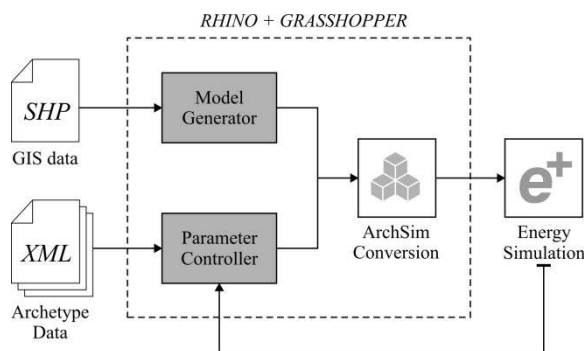 RHINO + GRASSHOPPER
SHP
GIS data
Model
Generator
XML
Archetype
Data
Parameter
Controller
ArchSim
Conversion
e+
Energy
Simulation